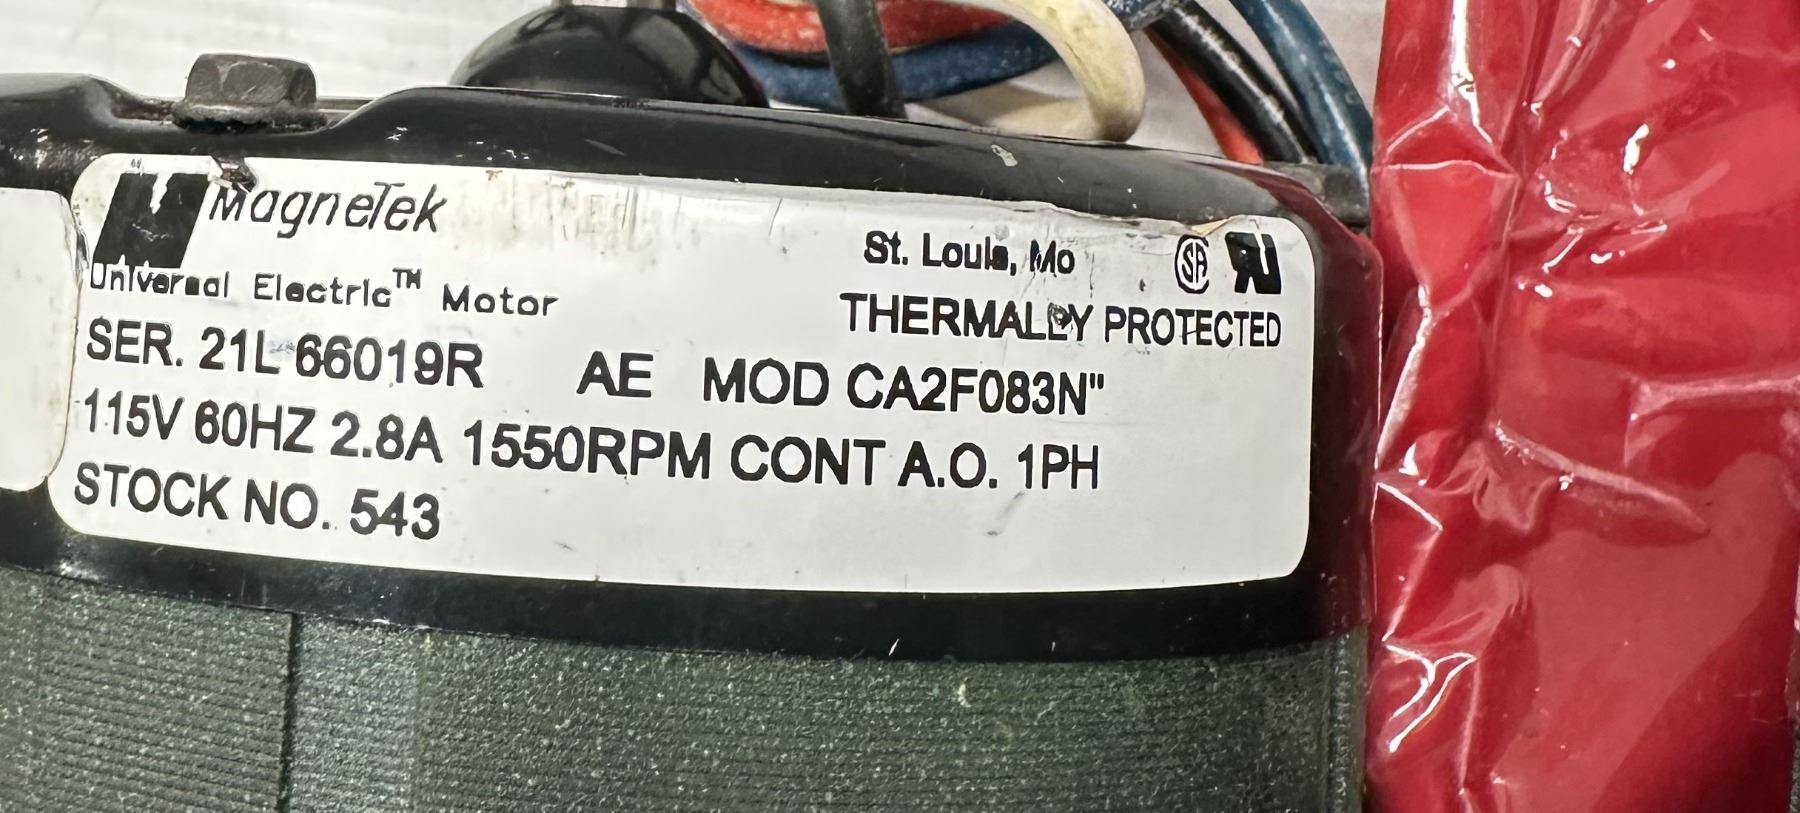 MagneTek
St. Louis, Mo
Universal Electric™ Motor
THERMALLY PROTECTED
SER. 21L 66019R AE MOD CA2F083N"
115V 60HZ 2.8A 1550RPM CONT A.O. 1PH
STOCK NO. 543